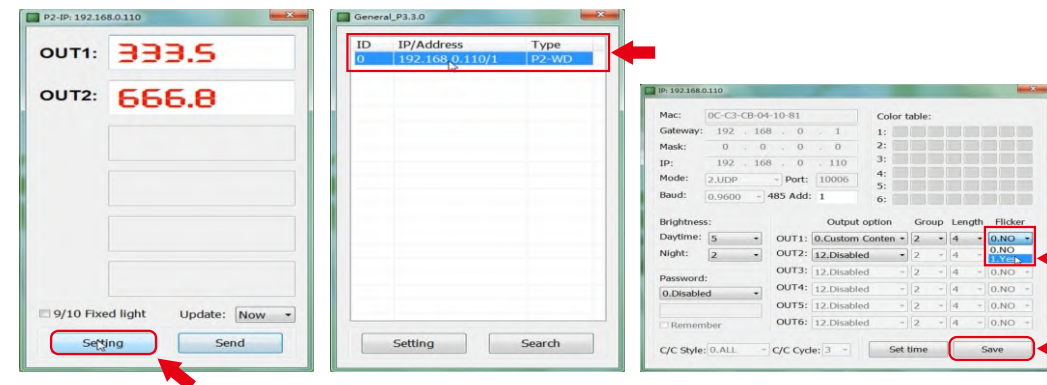 P2-IP: 192.168.0.110
OUT1: 333.5
OUT2: 666.8
9/10 Fixed light Update: Now
Setting Send
General_P3.3.0
ID IP/Address Type
0 192.168.0.110/1 P2-WD
Setting Search
IP: 192.168.0.110
Mac: 0C-C3-CB-04-10-81 Color table:
Gateway: 192 . 168 . 0 . 1 1:
Mask: 0 . 0 . 0 . 0 2:
IP: 192 . 168 . 0 . 110 3:
Mode: 2.UDP Port: 10006 4:
5:
Baud: 0.9600 485 Add: 1 6:
Brightness: Output option Group Length Flicker
Daytime: 5 OUT1: 0.Custom Conten 2 4 0.NO
0.NO
1.Yes
Night: 2 OUT2: 12.Disabled 2 4
OUT3: 12.Disabled 2 4 0.NO
Password:
0.Disabled OUT4: 12.Disabled 2 4 0.NO
OUT5: 12.Disabled 2 4 0.NO
Remember OUT6: 12.Disabled 2 4 0.NO
C/C Style: 0.ALL C/C Cycle: 3 Set time Save